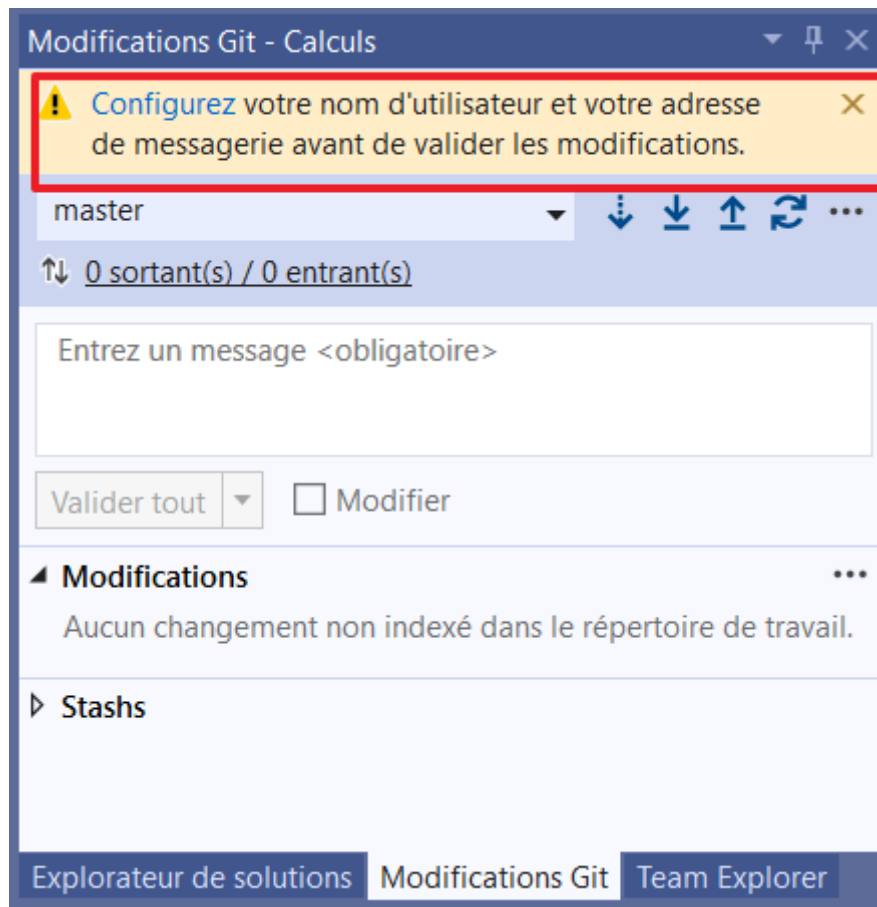 Modifications Git - Calculs
Configurez votre nom d'utilisateur et votre adresse
de messagerie avant de valider les modifications.
master
0 sortant(s) / 0 entrant(s)
Entrez un message <obligatoire>
Valider tout Modifier
Modifications
Aucun changement non indexé dans le répertoire de travail.
Stashs
Explorateur de solutions Modifications Git Team Explorer